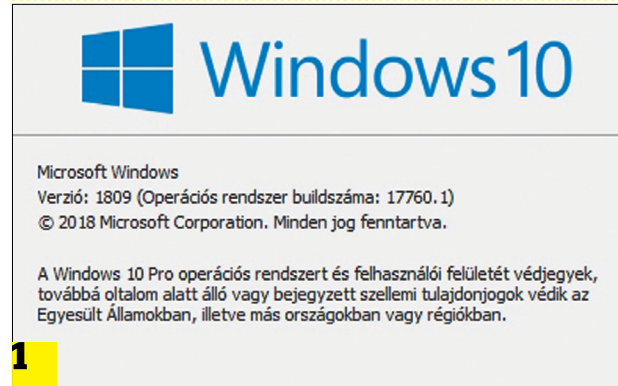 Windows 10
Microsoft Windows
Verzió: 1809 (Operációs rendszer buildszáma: 17760.1)
© 2018 Microsoft Corporation. Minden jog fenntartva.
A Windows 10 Pro operációs rendszert és felhasználói felületét védjegyek,
továbbá oltalom alatt álló vagy bejegyzett szellemi tulajdonjogok védik az
Egyesült Államokban, illetve más országokban vagy régiókban.
1